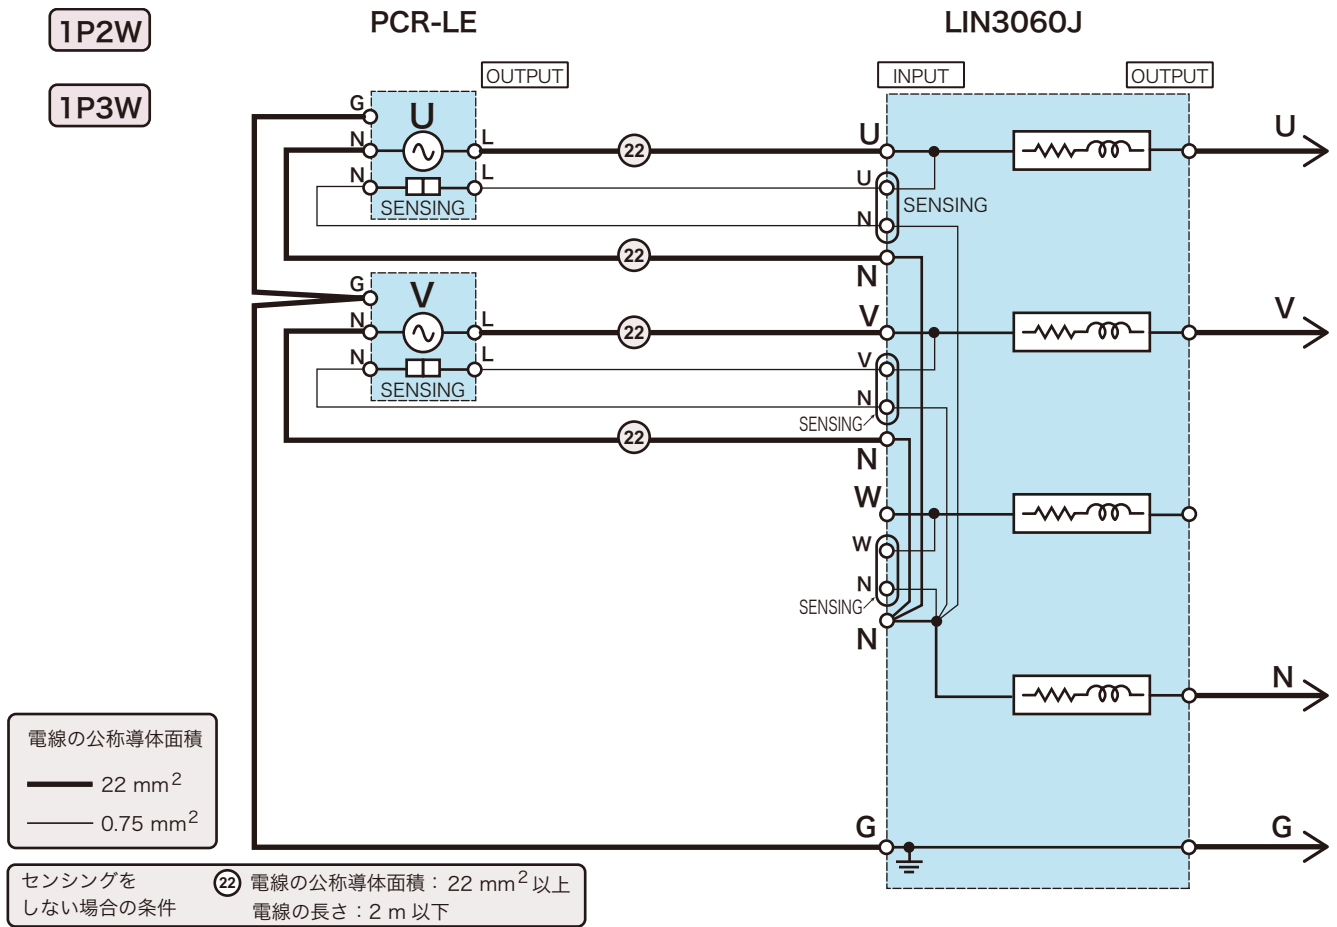 1P2W
PCR-LE
LIN3060J
1P3W
OUTPUT
INPUT
OUTPUT
G
U
N
L
22
U
U
N
L
U
SENSING
SENSING
N
22
N
G
V
N
L
22
V
V
N
L
V
SENSING
N
SENSING
22
N
W
W
N
SENSING
N
N
電線の公称導体面積
22 mm²
0.75 mm²
G
G
センシングを
しない場合の条件
22 電線の公称導体面積：22 mm² 以上
電線の長さ：2 m 以下